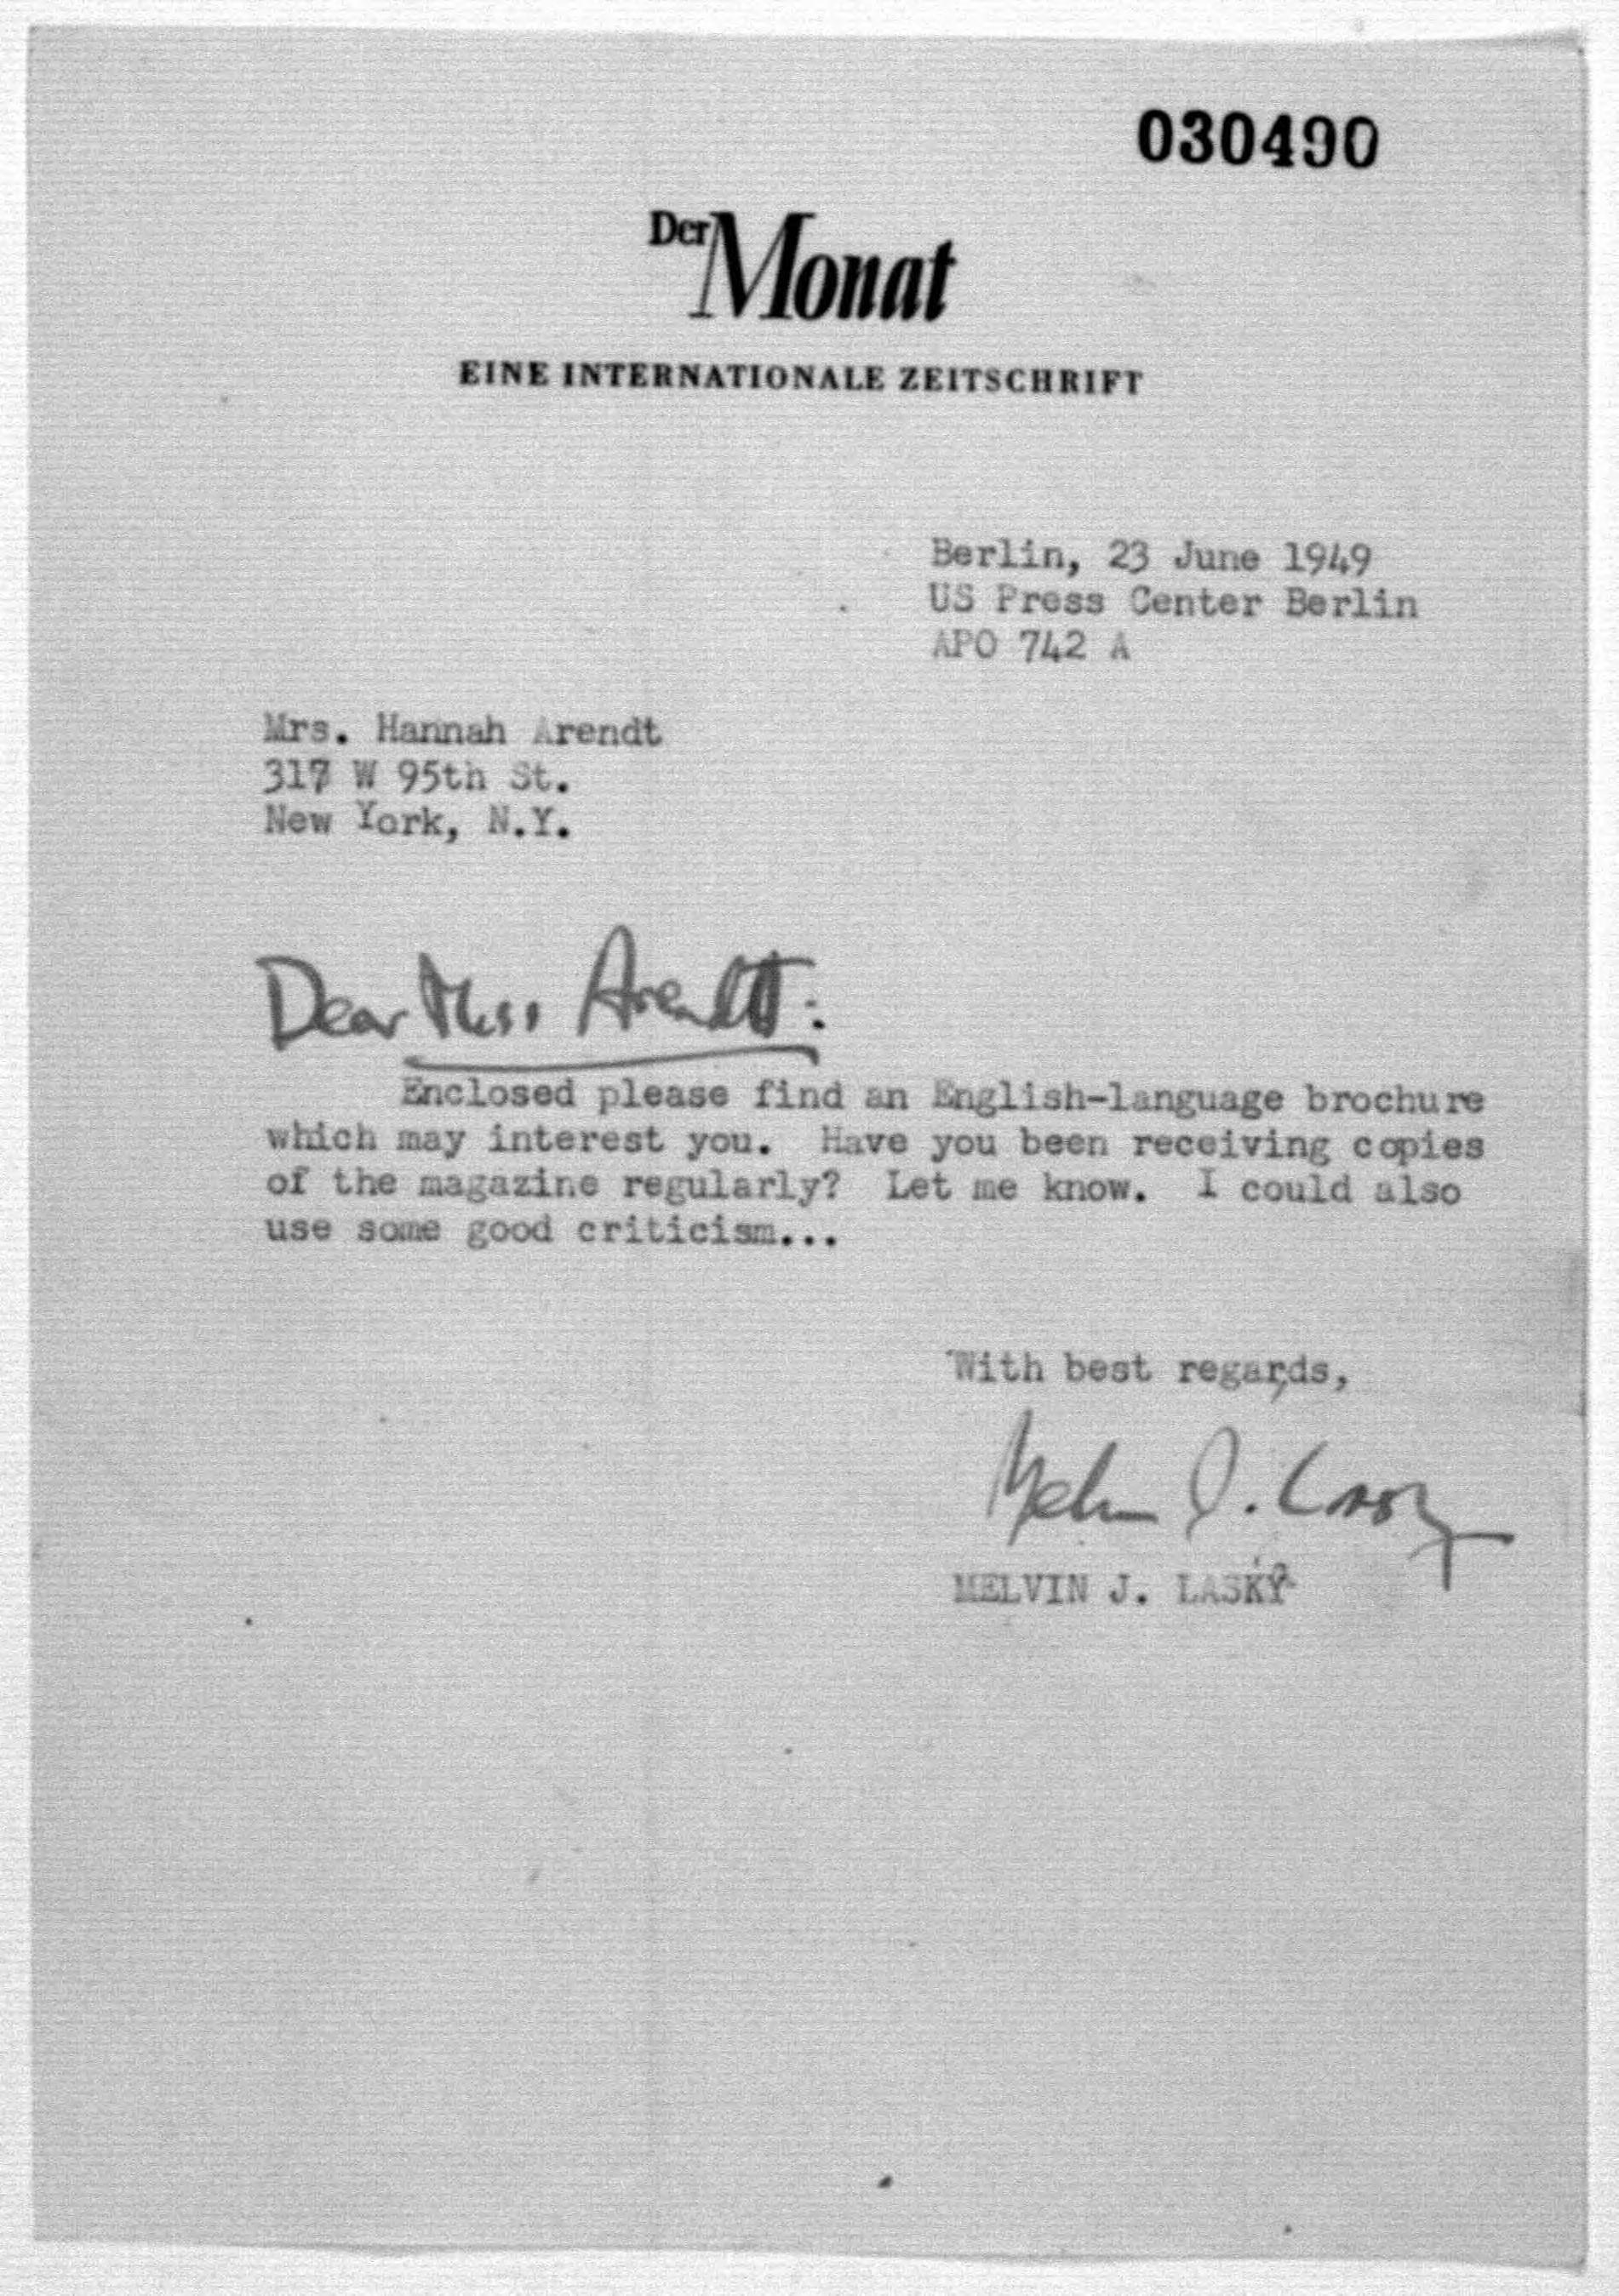 030490
Der Monat
EINE INTERNATIONALE ZEITSCHRIFT
Berlin, 23 June 1949
US Press Center Berlin
APO 742 A
Mrs. Hannah Arendt
317 W 95th St.
New York, N.Y.
Dear Miss Arendt:
Enclosed please find an English-language brochure
which may interest you. Have you been receiving copies
of the magazine regularly? Let me know. I could also
use some good criticism...
With best regards,
Melvin J. Lasky
MELVIN J. LASKY